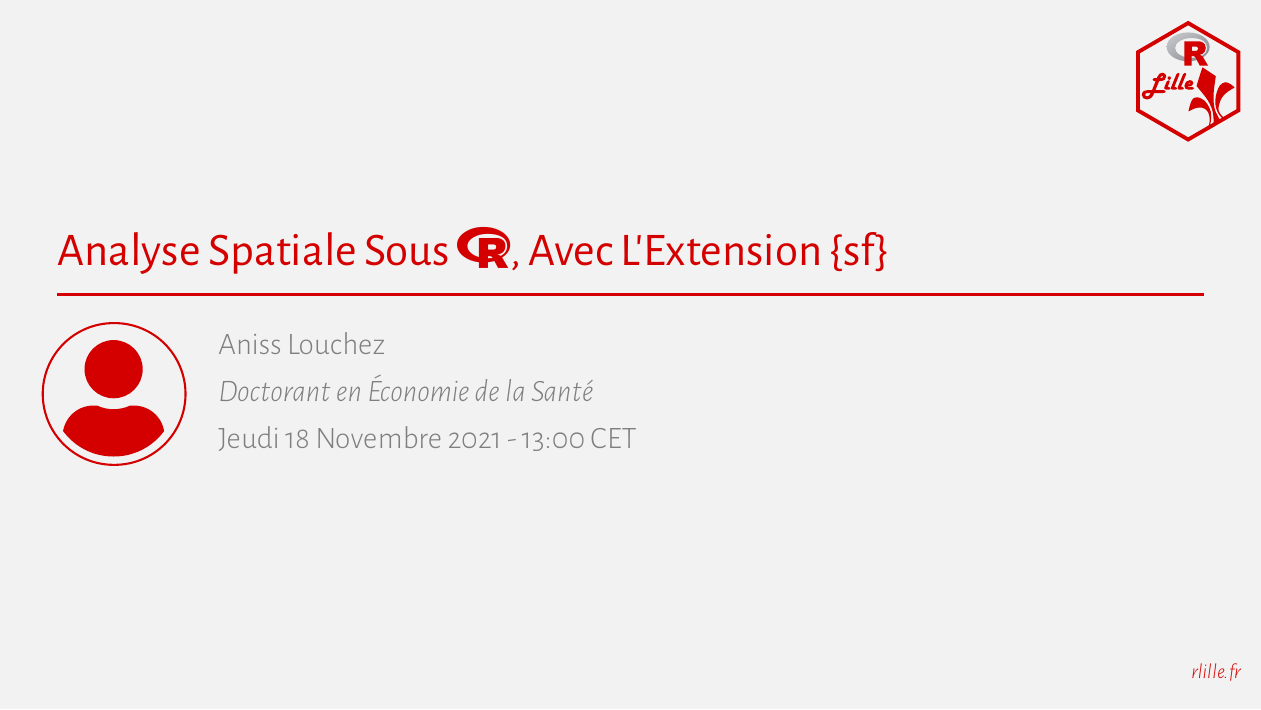 R
Lille
Analyse Spatiale Sous R, Avec L'Extension {sf}
Aniss Louchez
Doctorant en Économie de la Santé
Jeudi 18 Novembre 2021 - 13:00 CET
rlille.fr